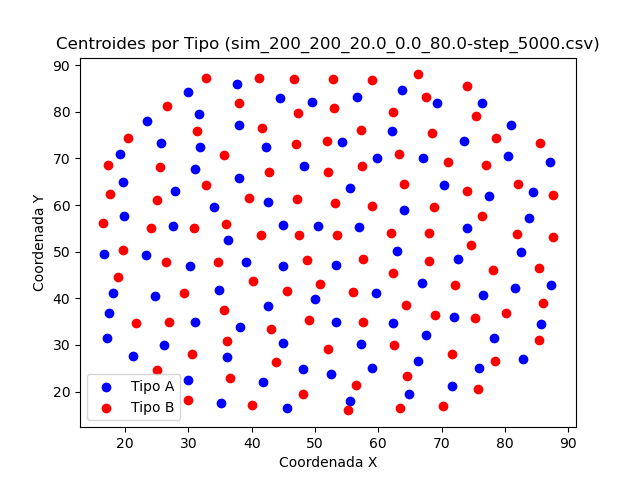 Centroides por Tipo (sim_200_200_20.0_0.0_80.0-step_5000.csv)
90
80
70
60
50
40
30
20
Coordenada Y
Tipo A
Tipo B
20 30 40 50 60 70 80 90
Coordenada X